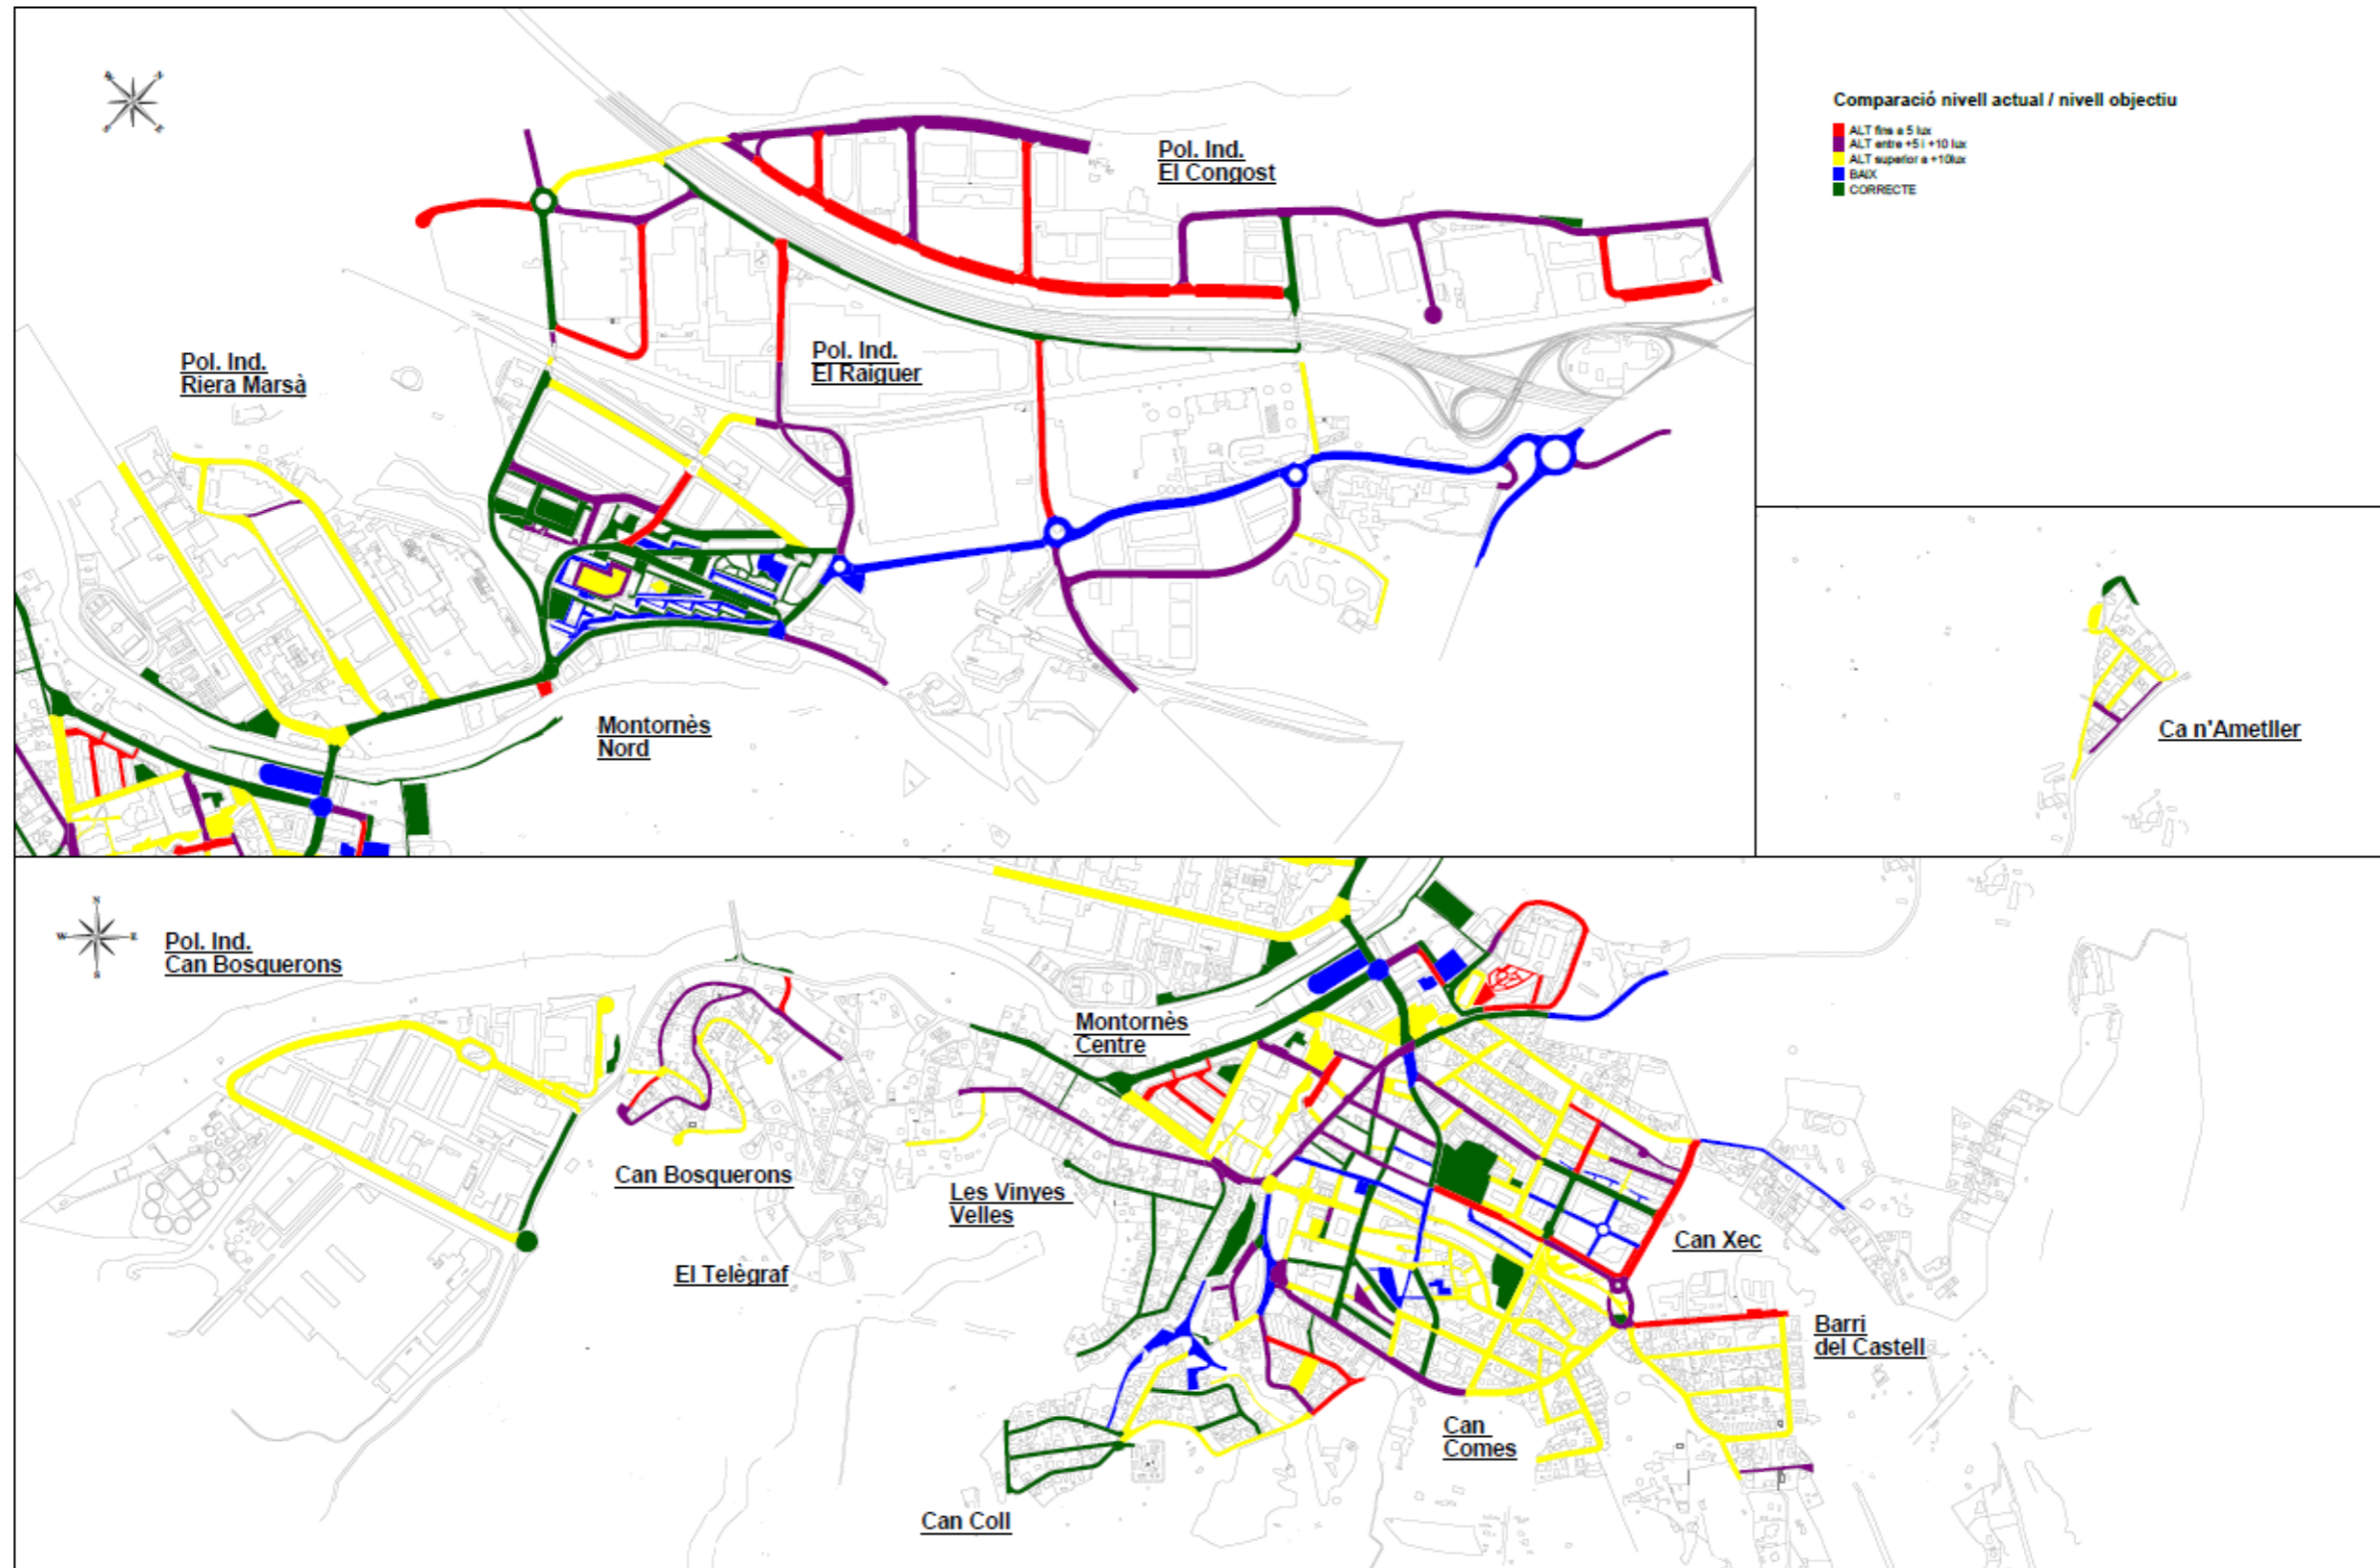 Comparació nivell actual / nivell objectiu
ALT fins a 5 lux
ALT entre +5 i +10 lux
ALT superior a +10lux
BAIX
CORRECTE
Pol. Ind.
El Congost
Pol. Ind.
El Raiguer
Pol. Ind.
Riera Marsà
Montornès
Nord
Ca n'Ametller
N
W
E
S
Pol. Ind.
Can Bosquerons
Montornès
Centre
Can Bosquerons
Les Vinyes
Velles
El Telègraf
Can Xec
Barri
del Castell
Can
Comes
Can Coll